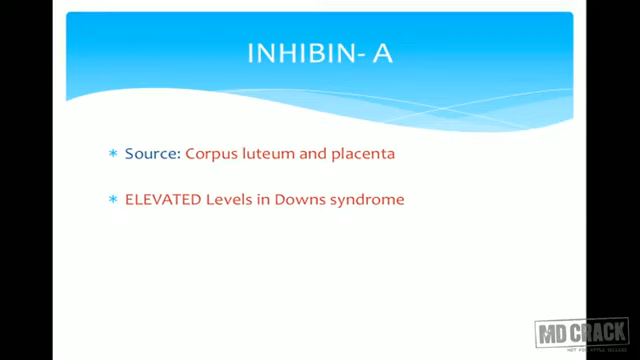 INHIBIN- A
* Source: Corpus luteum and placenta
* ELEVATED Levels in Downs syndrome
MD CRACK